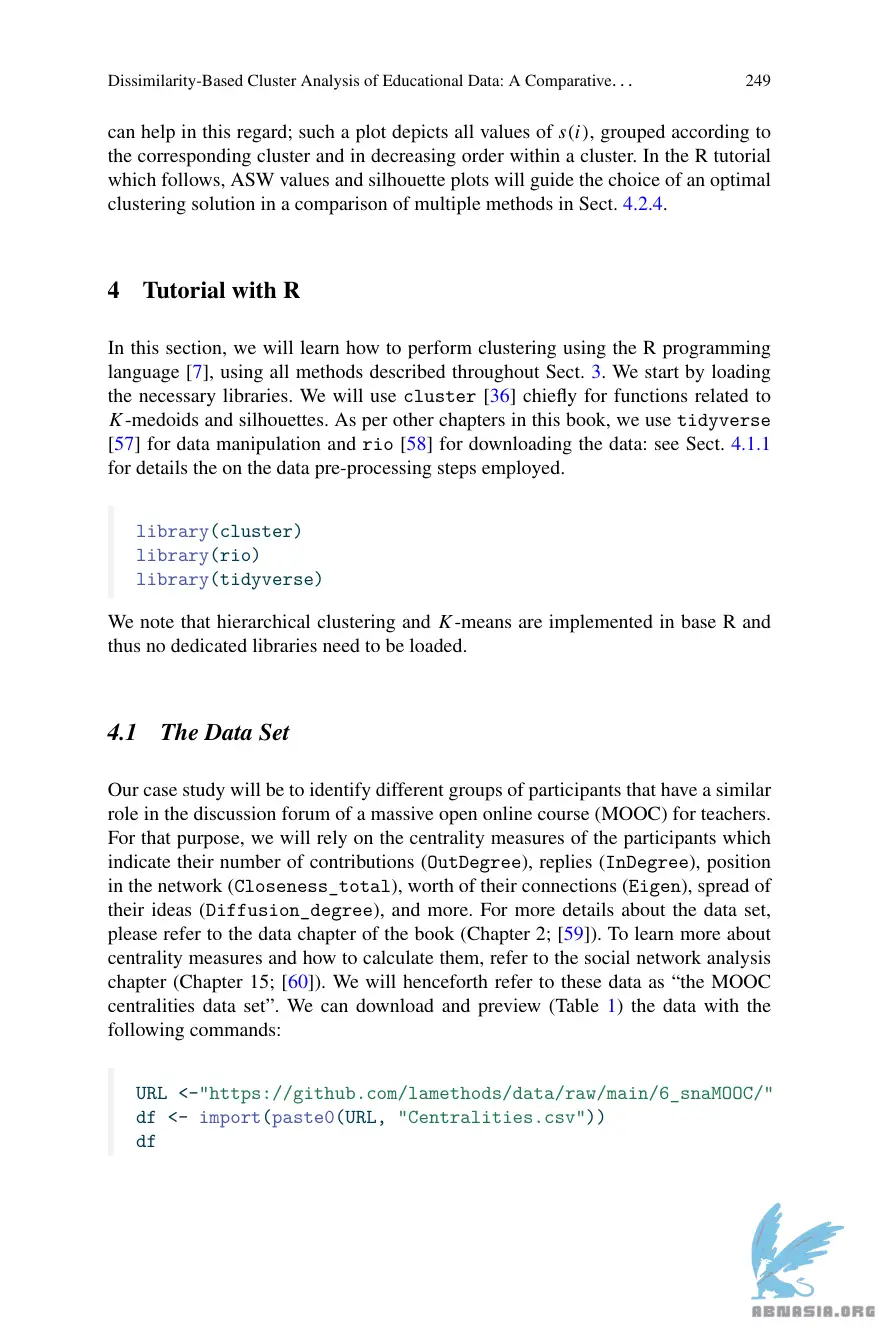 Dissimilarity-Based Cluster Analysis of Educational Data: A Comparative... 249
can help in this regard; such a plot depicts all values of s(i), grouped according to
the corresponding cluster and in decreasing order within a cluster. In the R tutorial
which follows, ASW values and silhouette plots will guide the choice of an optimal
clustering solution in a comparison of multiple methods in Sect. 4.2.4.
4 Tutorial with R
In this section, we will learn how to perform clustering using the R programming
language [7], using all methods described throughout Sect. 3. We start by loading
the necessary libraries. We will use cluster [36] chiefly for functions related to
K-medoids and silhouettes. As per other chapters in this book, we use tidyverse
[57] for data manipulation and rio [58] for downloading the data: see Sect. 4.1.1
for details the on the data pre-processing steps employed.
library(cluster)
library(rio)
library(tidyverse)
We note that hierarchical clustering and K-means are implemented in base R and
thus no dedicated libraries need to be loaded.
4.1 The Data Set
Our case study will be to identify different groups of participants that have a similar
role in the discussion forum of a massive open online course (MOOC) for teachers.
For that purpose, we will rely on the centrality measures of the participants which
indicate their number of contributions (OutDegree), replies (InDegree), position
in the network (Closeness_total), worth of their connections (Eigen), spread of
their ideas (Diffusion_degree), and more. For more details about the data set,
please refer to the data chapter of the book (Chapter 2; [59]). To learn more about
centrality measures and how to calculate them, refer to the social network analysis
chapter (Chapter 15; [60]). We will henceforth refer to these data as “the MOOC
centralities data set”. We can download and preview (Table 1) the data with the
following commands:
URL <-"https://github.com/lamethods/data/raw/main/6_snaMOOC/"
df <- import(paste0(URL, "Centralities.csv"))
df
ABNASIA.ORG